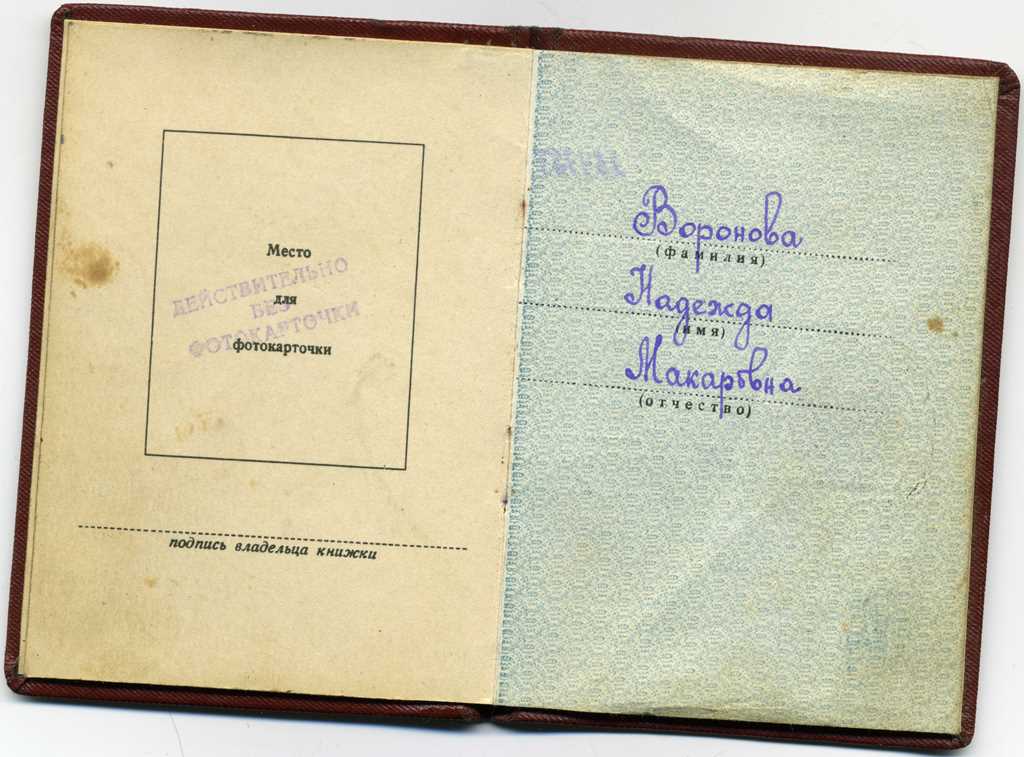 Место
для
фотокарточки
ДЕЙСТВИТЕЛЬНО
БЕЗ
ФОТОКАРТОЧКИ
подпись владельца книжки
Воронова
(фамилия)
Надежда
(имя)
Макаровна
(отчество)